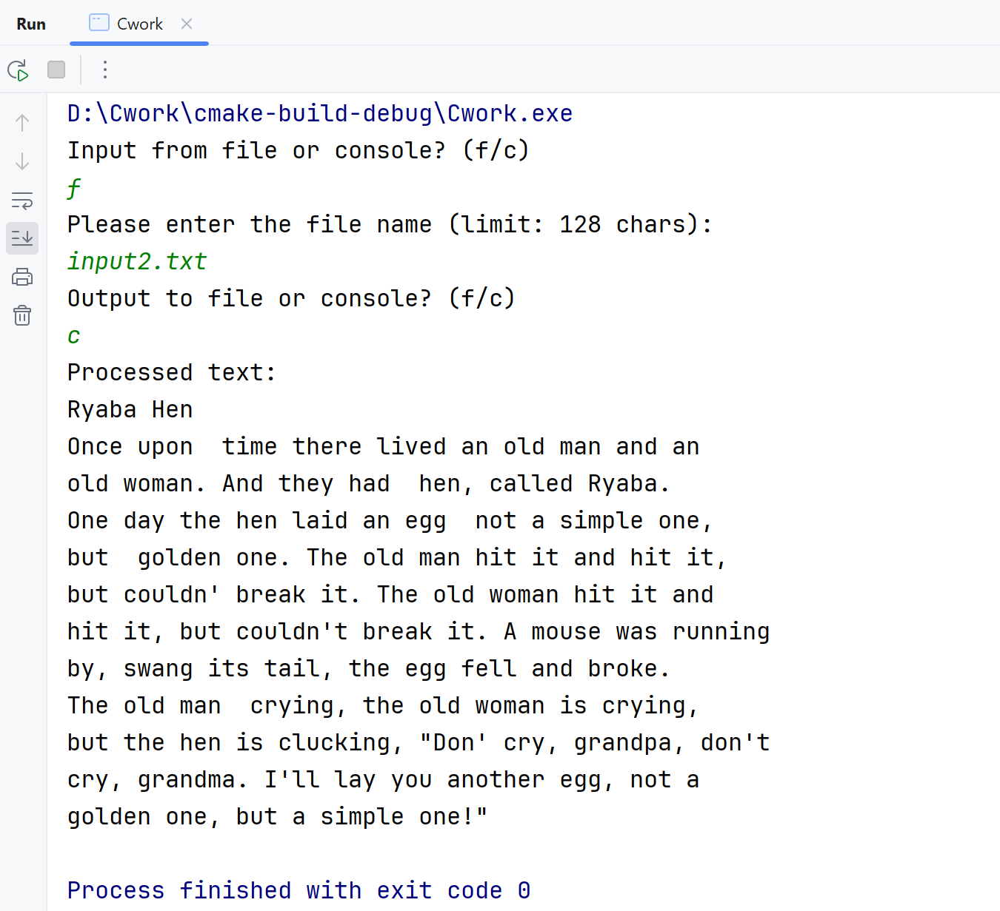 Run Cwork
D:\Cwork\cmake-build-debug\Cwork.exe
Input from file or console? (f/c)
f
Please enter the file name (limit: 128 chars):
input2.txt
Output to file or console? (f/c)
c
Processed text:
Ryaba Hen
Once upon  time there lived an old man and an
old woman. And they had  hen, called Ryaba.
One day the hen laid an egg  not a simple one,
but  golden one. The old man hit it and hit it,
but couldn' break it. The old woman hit it and
hit it, but couldn't break it. A mouse was running
by, swang its tail, the egg fell and broke.
The old man  crying, the old woman is crying,
but the hen is clucking, "Don' cry, grandpa, don't
cry, grandma. I'll lay you another egg, not a
golden one, but a simple one!"
Process finished with exit code 0